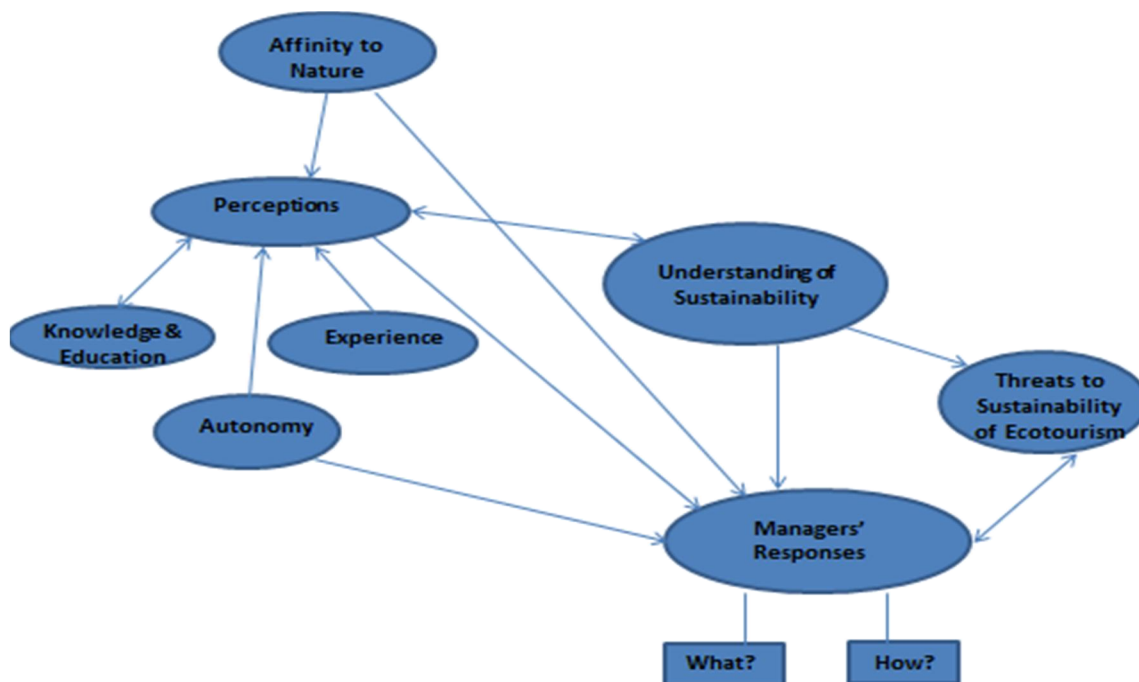 Affinity to
Nature
Perceptions
Understanding of
Sustainability
Knowledge &
Education
Experience
Threats to
Sustainability
of Ecotourism
Autonomy
Managers’
Responses
What?
How?